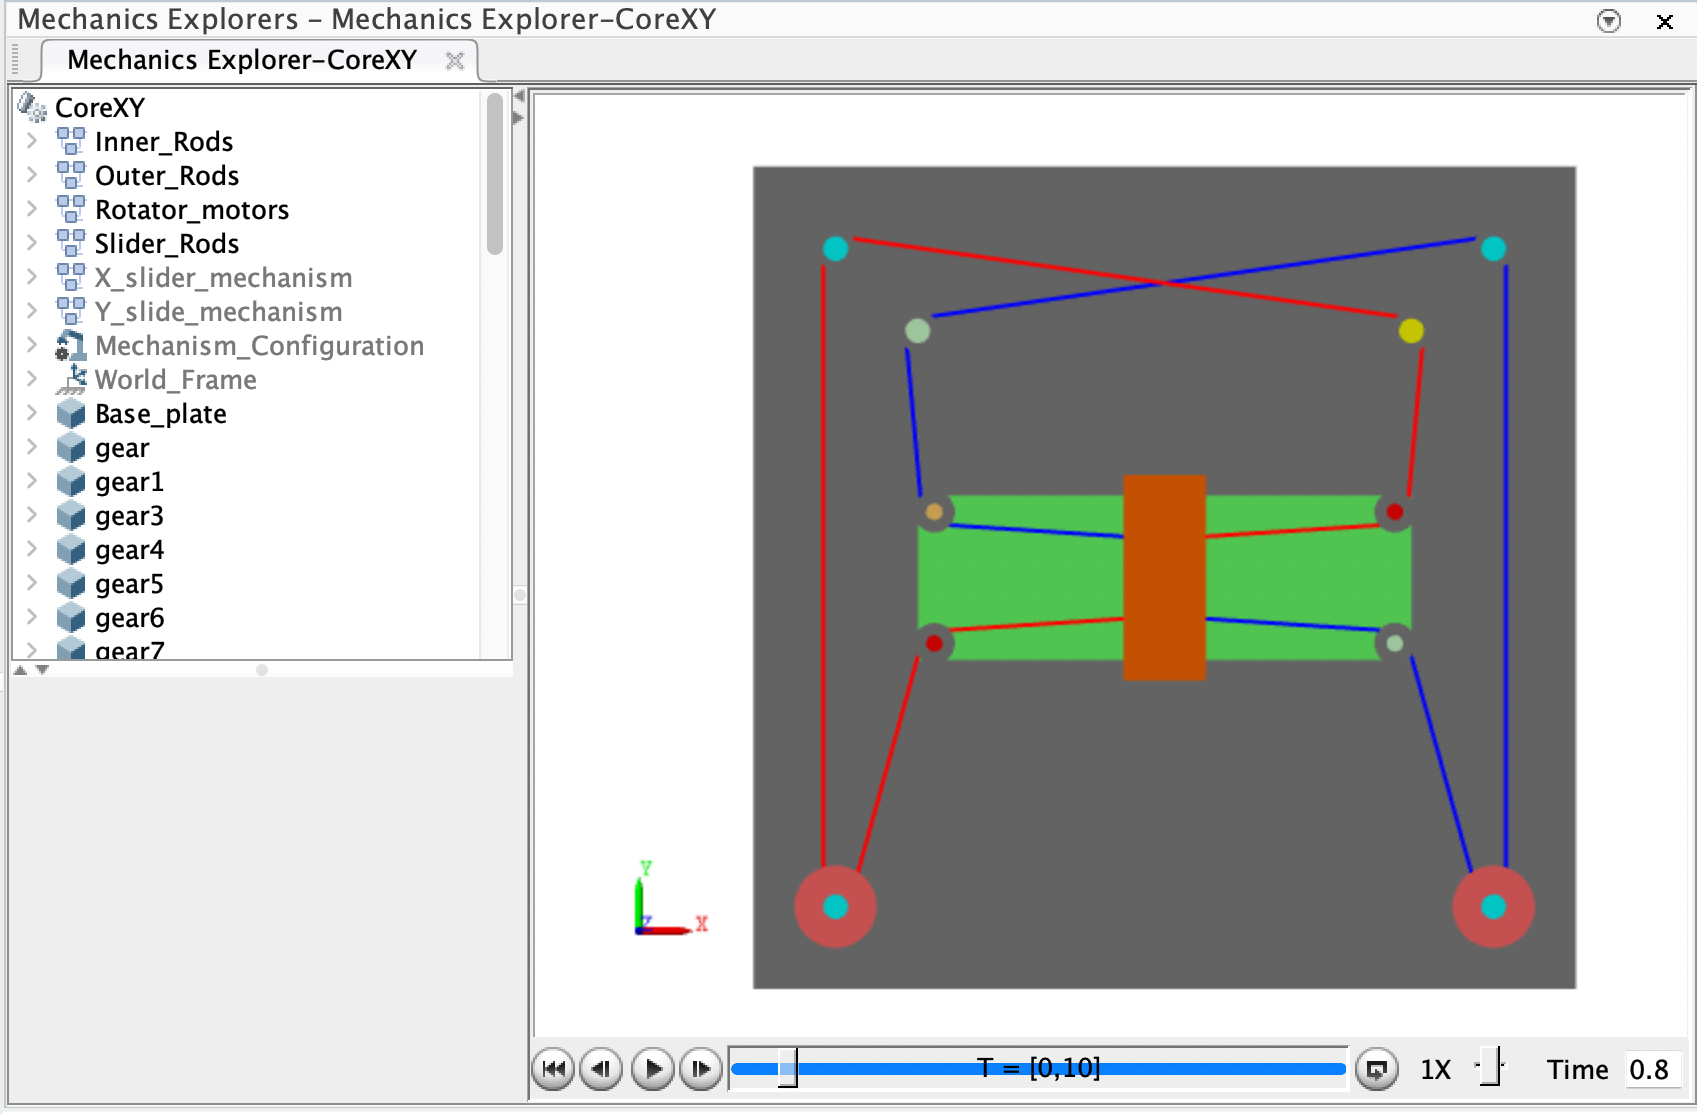 Mechanics Explorers - Mechanics Explorer-CoreXY
Mechanics Explorer-CoreXY
CoreXY
Inner_Rods
Outer_Rods
Rotator_motors
Slider_Rods
X_slider_mechanism
Y_slide_mechanism
Mechanism_Configuration
World_Frame
Base_plate
gear
gear1
gear3
gear4
gear5
gear6
gear7
Y
Z
X
T = [0,10]
1X
Time 0.8